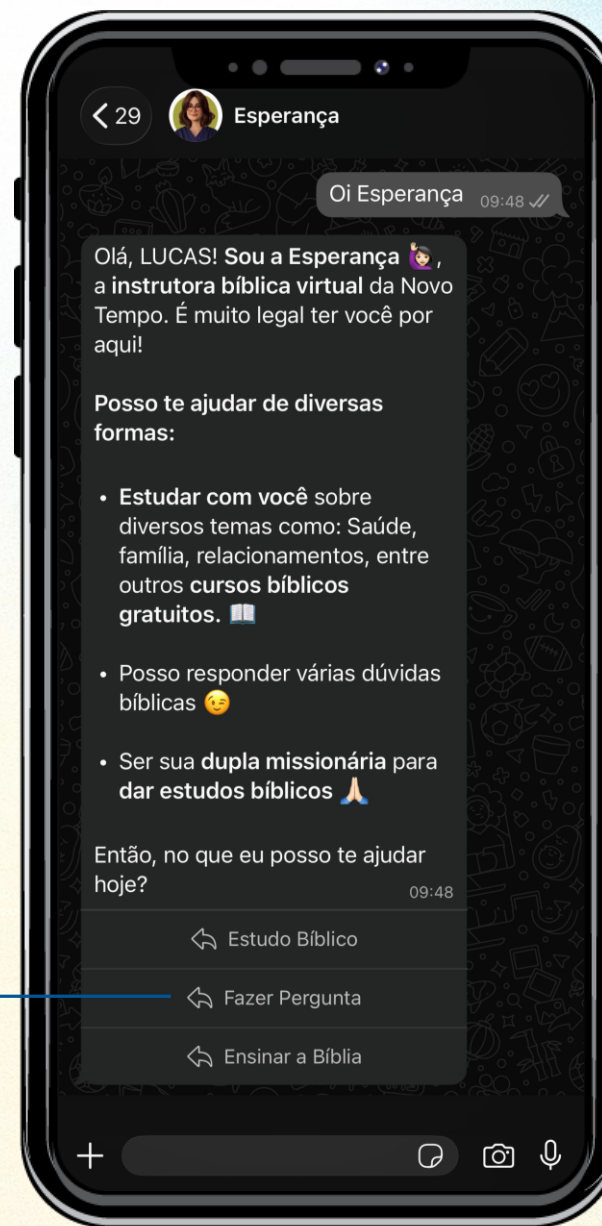 29
Esperança
Oi Esperança 09:48
Olá, LUCAS! Sou a Esperança 🙋🏻‍♀️,
a instrutora bíblica virtual da Novo
Tempo. É muito legal ter você por
aqui!
Posso te ajudar de diversas
formas:
• Estudar com você sobre
diversos temas como: Saúde,
família, relacionamentos, entre
outros cursos bíblicos
gratuitos. 📖
• Posso responder várias dúvidas
bíblicas 😉
• Ser sua dupla missionária para
dar estudos bíblicos 🙏🏻
Então, no que eu posso te ajudar
hoje? 09:48
Estudo Bíblico
Fazer Pergunta
Ensinar a Bíblia